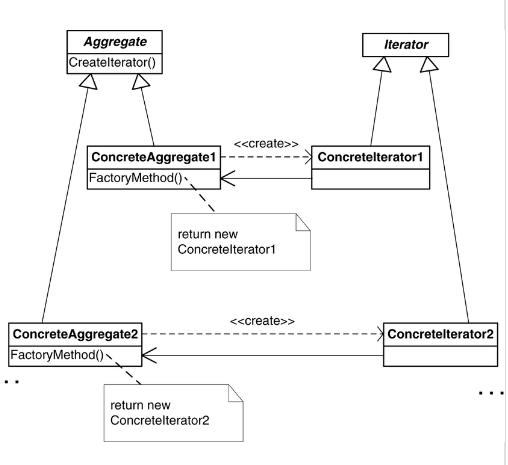 Aggregate
CreateIterator()
Iterator
<<create>>
ConcreteAggregate1
FactoryMethod()
ConcreteIterator1
return new
ConcreteIterator1
<<create>>
ConcreteAggregate2
FactoryMethod()
ConcreteIterator2
. .
. . .
return new
ConcreteIterator2